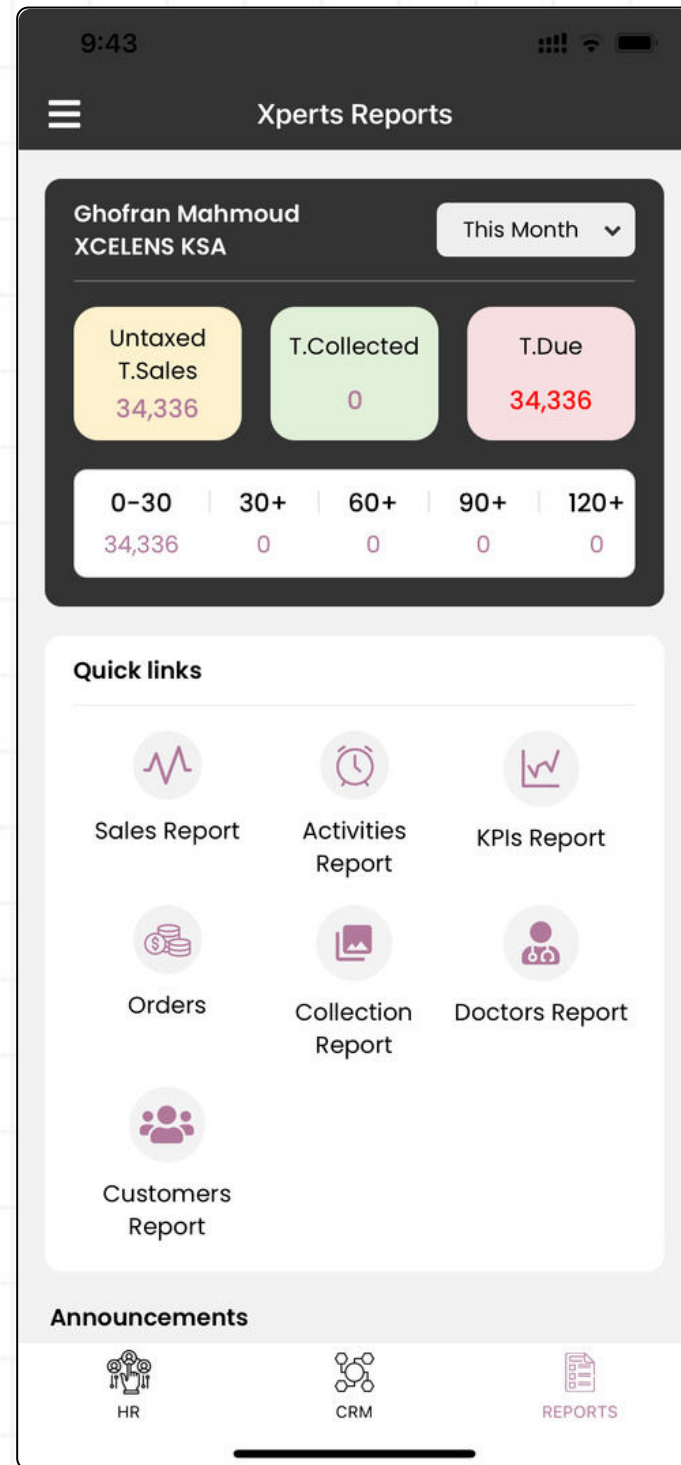 9:43
Xperts Reports
Ghofran Mahmoud
XCELENS KSA
This Month
Untaxed
T.Sales
34,336
T.Collected
0
T.Due
34,336
0-30 30+ 60+ 90+ 120+
34,336 0 0 0 0
Quick links
Sales Report
Activities
Report
KPIs Report
Orders
Collection
Report
Doctors Report
Customers
Report
Announcements
HR
CRM
REPORTS